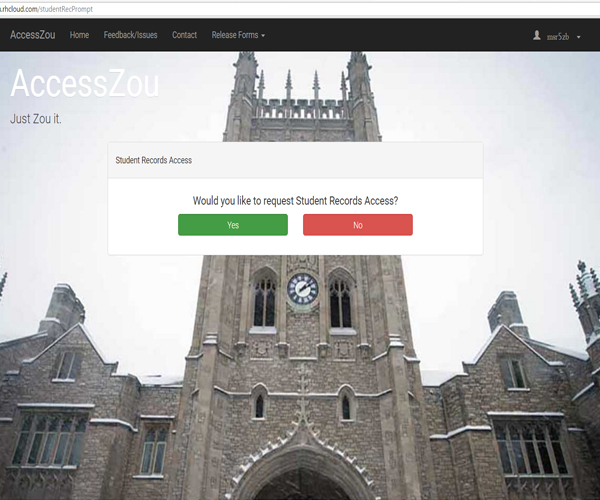 .rhcloud.com/studentRecPrompt
AccessZou Home Feedback/Issues Contact Release Forms mar5zb
AccessZou
Just Zou it.
Student Records Access
Would you like to request Student Records Access?
Yes No